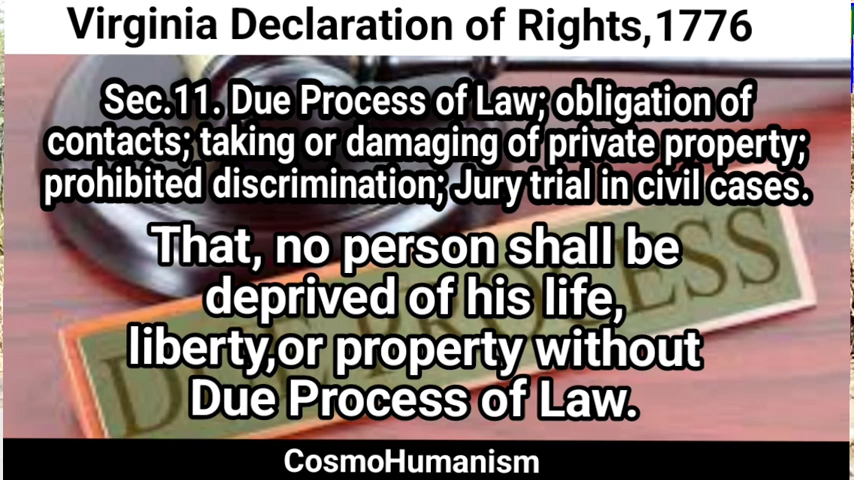 Virginia Declaration of Rights,1776
Sec.11. Due Process of Law; obligation of
contacts; taking or damaging of private property;
prohibited discrimination; Jury trial in civil cases.
That, no person shall be
deprived of his life,
liberty,or property without
Due Process of Law.
DUE PROCESS
CosmoHumanism